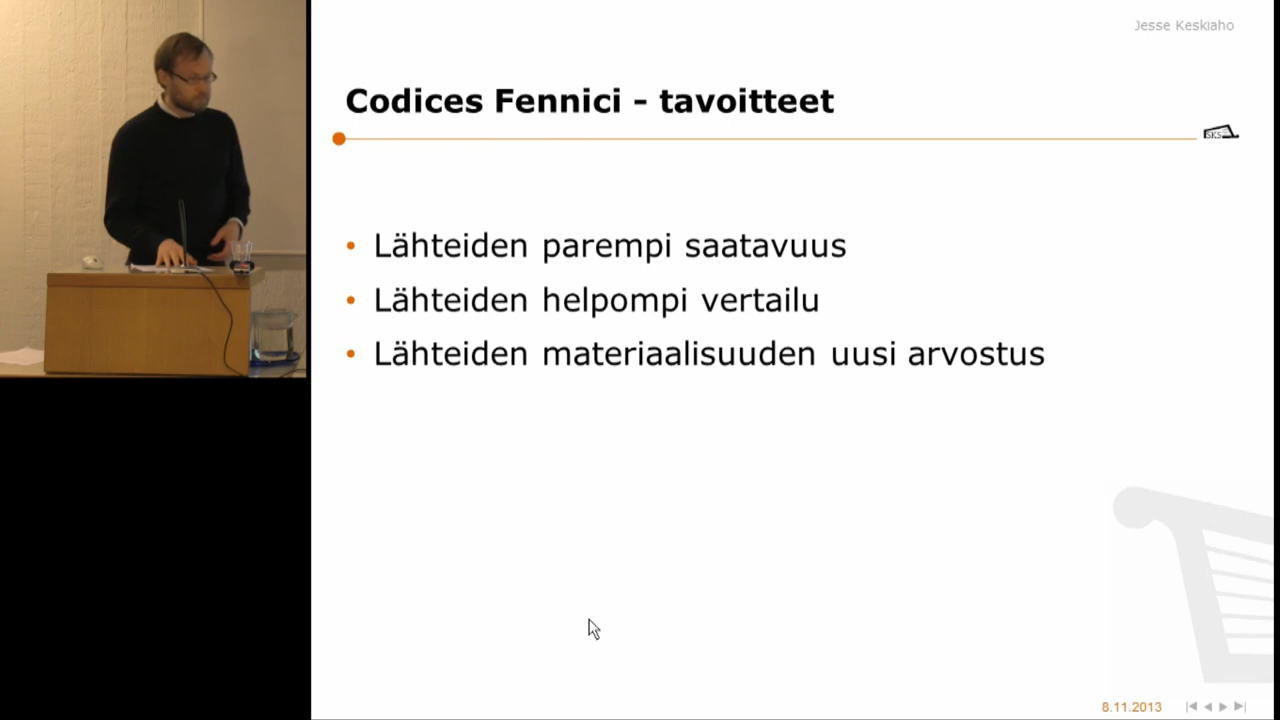 Jesse Keskiaho
Codices Fennici - tavoitteet
SKS
• Lähteiden parempi saatavuus
• Lähteiden helpompi vertailu
• Lähteiden materiaalisuuden uusi arvostus
8.11.2013